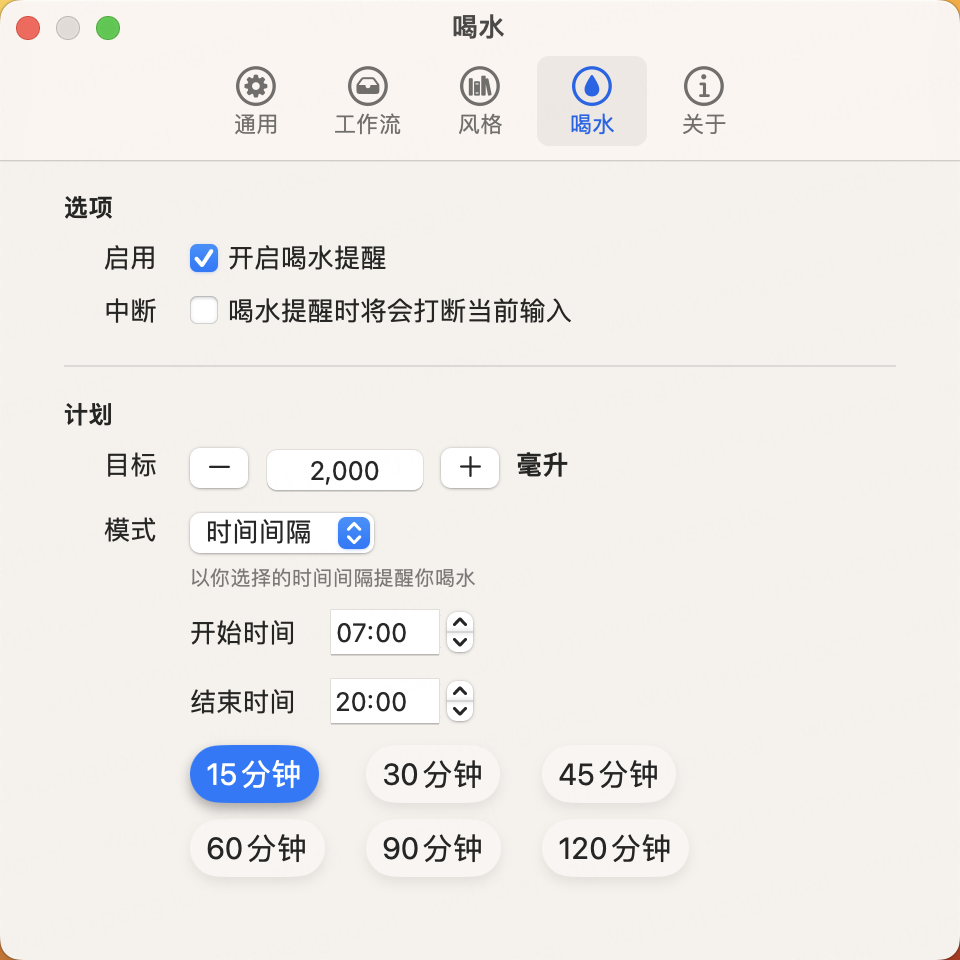 喝水
通用 工作流 风格 喝水 关于
选项
启用 开启喝水提醒
中断 喝水提醒时将会打断当前输入
计划
目标 − 2,000 + 毫升
模式 时间间隔
以你选择的时间间隔提醒你喝水
开始时间 07:00
结束时间 20:00
15分钟 30分钟 45分钟
60分钟 90分钟 120分钟